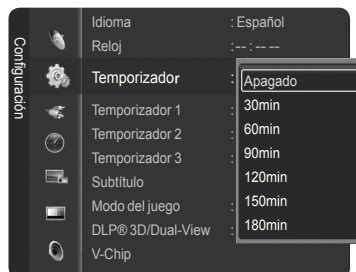 Configuración
Idioma : Español
Reloj :-- : -- --
Temporizador :
Temporizador 1 :
Temporizador 2 :
Temporizador 3 :
Subtítulo
Modo del juego :
DLP® 3D/Dual-View :
V-Chip
Apagado
30min
60min
90min
120min
150min
180min